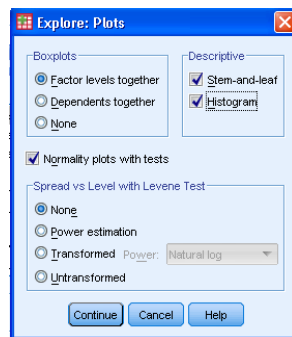 Explore: Plots
Boxplots
Factor levels together
Dependents together
None
Descriptive
Stem-and-leaf
Histogram
Normality plots with tests
Spread vs Level with Levene Test
None
Power estimation
Transformed Power: Natural log
Untransformed
Continue Cancel Help